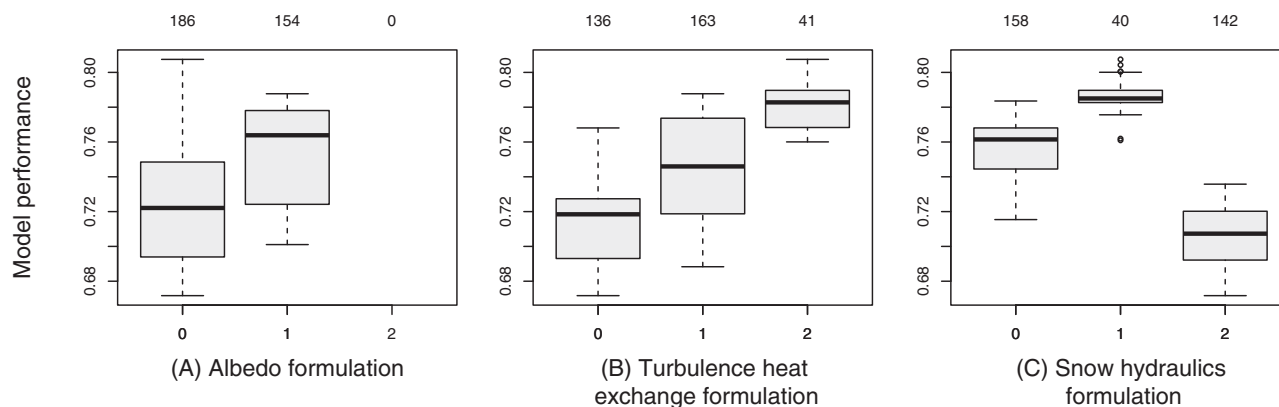 186 154 0 136 163 41 158 40 142
Model performance
0.80 0.80 0.80
0.76 0.76 0.76
0.72 0.72 0.72
0.68 0.68 0.68
0 1 2 0 1 2 0 1 2
(A) Albedo formulation
(B) Turbulence heat
exchange formulation
(C) Snow hydraulics
formulation